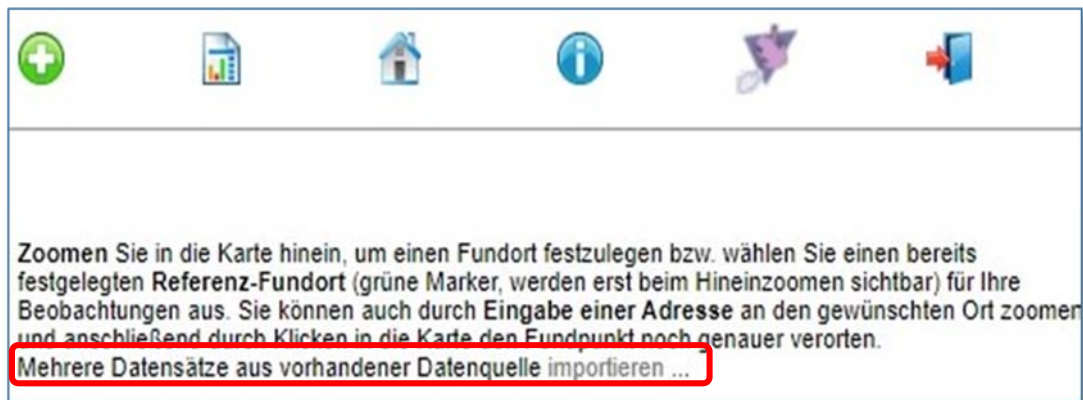 Zoomen Sie in die Karte hinein, um einen Fundort festzulegen bzw. wählen Sie einen bereits
festgelegten Referenz-Fundort (grüne Marker, werden erst beim Hineinzoomen sichtbar) für Ihre
Beobachtungen aus. Sie können auch durch Eingabe einer Adresse an den gewünschten Ort zoomen
und anschließend durch Klicken in die Karte den Fundpunkt noch genauer verorten.
Mehrere Datensätze aus vorhandener Datenquelle importieren ...